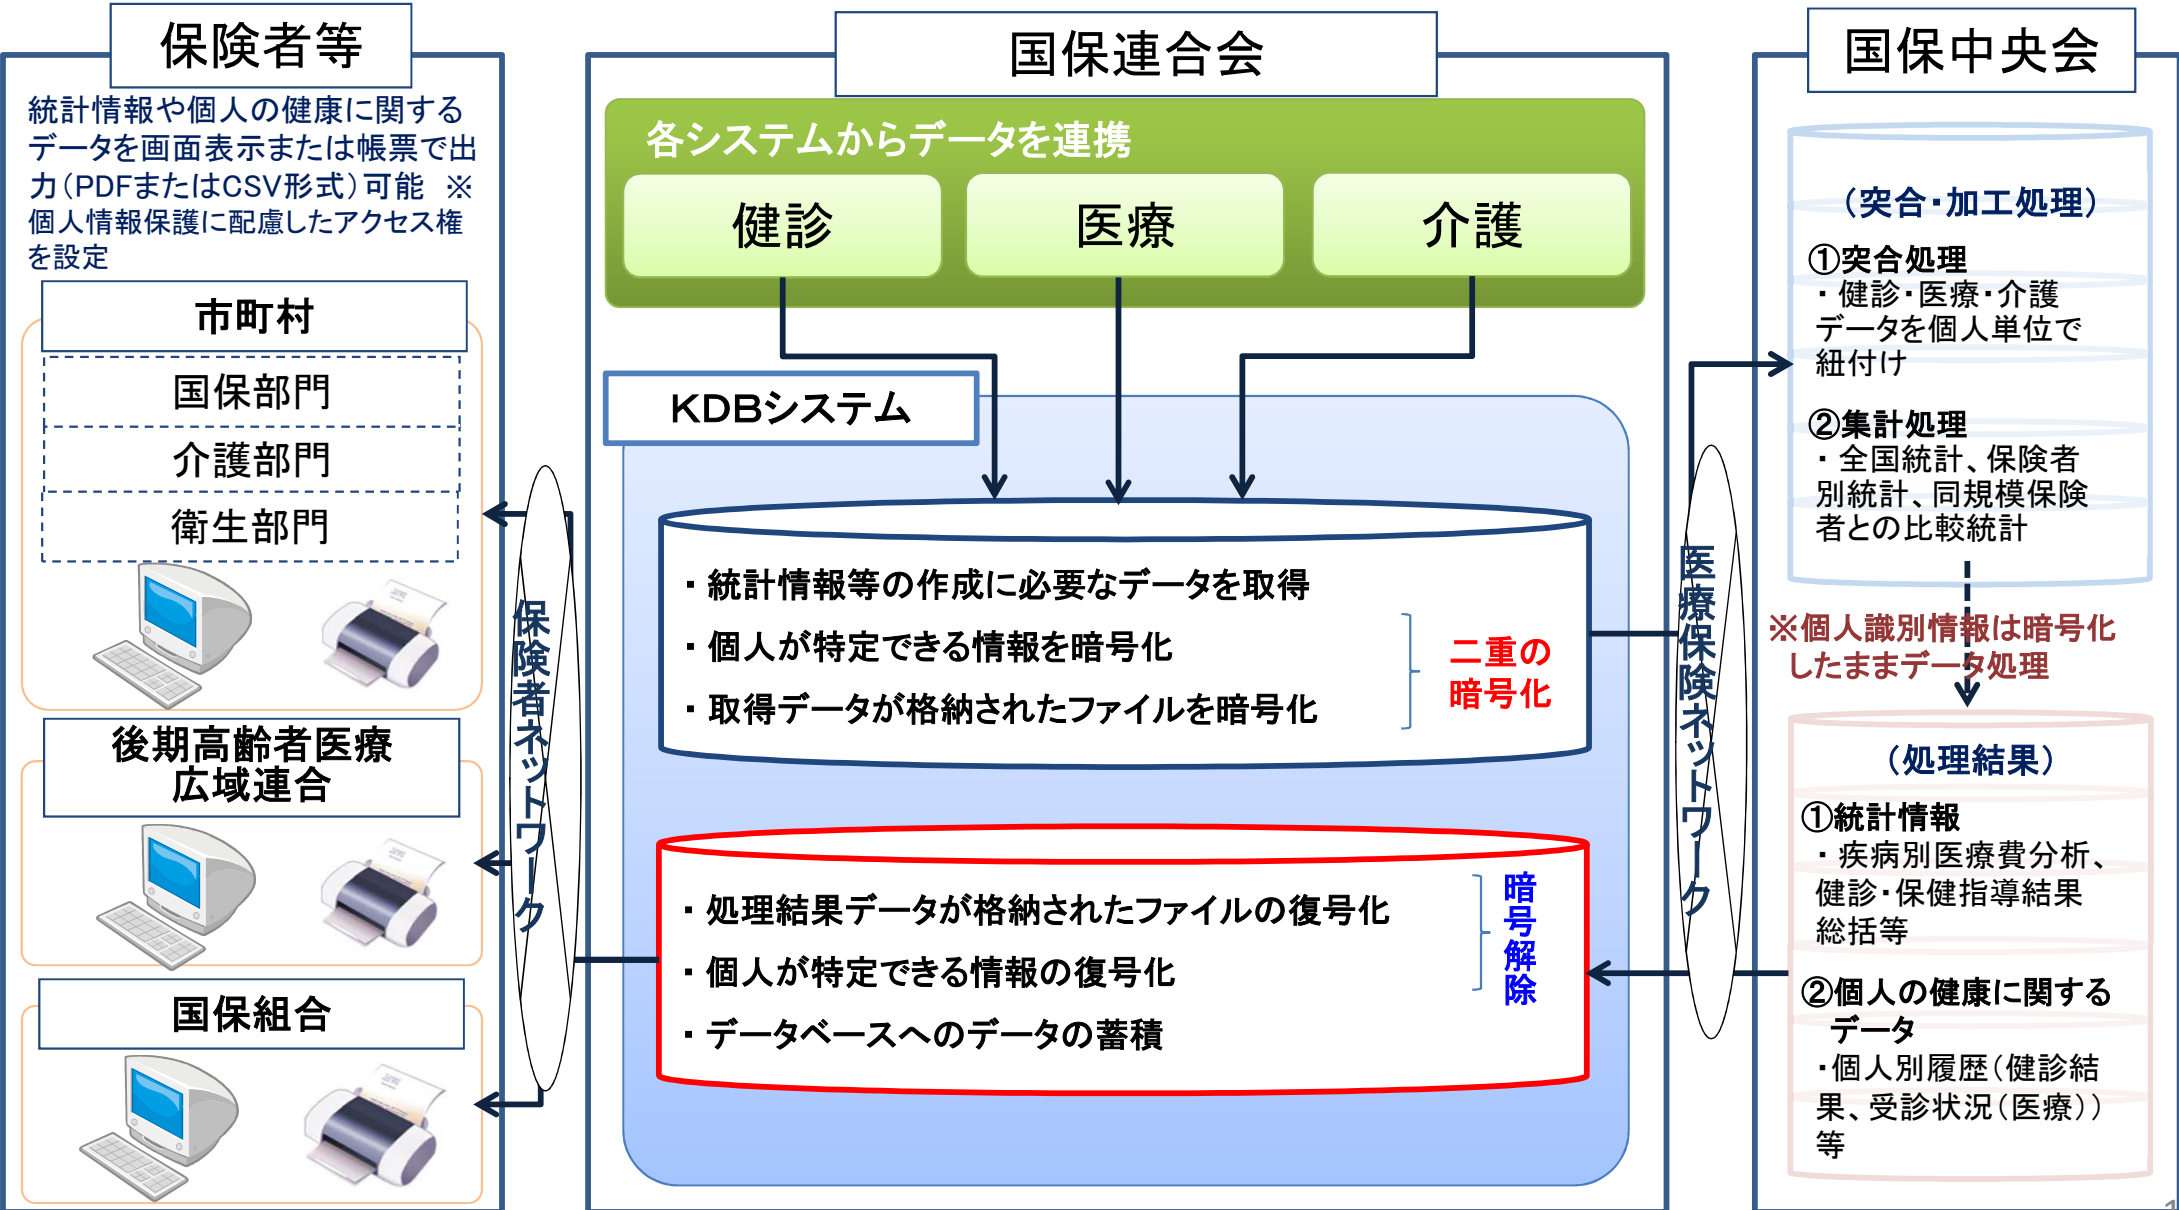 保険者等
統計情報や個人の健康に関する
データを画面表示または帳票で出
力（PDFまたはCSV形式）可能　※
個人情報保護に配慮したアクセス権
を設定
市町村
国保部門
介護部門
衛生部門
後期高齢者医療
広域連合
国保組合
保険者ネットワーク
国保連合会
各システムからデータを連携
健診
医療
介護
KDBシステム
・統計情報等の作成に必要なデータを取得
・個人が特定できる情報を暗号化
・取得データが格納されたファイルを暗号化
二重の
暗号化
・処理結果データが格納されたファイルの復号化
・個人が特定できる情報の復号化
・データベースへのデータの蓄積
暗号解除
医療保険ネットワーク
国保中央会
（突合・加工処理）
①突合処理
・健診・医療・介護
データを個人単位で
紐付け
②集計処理
・全国統計、保険者
別統計、同規模保険
者との比較統計
※個人識別情報は暗号化
したままデータ処理
（処理結果）
①統計情報
・疾病別医療費分析、
健診・保健指導結果
総括等
②個人の健康に関する
データ
・個人別履歴（健診結
果、受診状況（医療））
等